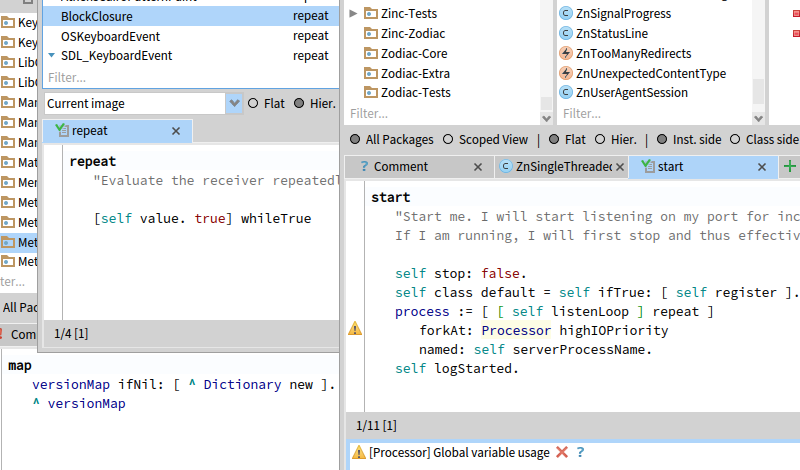 Key
Key
LibC
LibC
Mar
Mar
Mar
Mat
Mer
Met
Met
Met
Met
ter...
All Pac
Com
BlockClosure repeat
OSKeyboardEvent repeat
SDL_KeyboardEvent repeat
Filter...
Current image Flat Hier.
repeat
repeat
"Evaluate the receiver repeatedl
[self value. true] whileTrue
1/4 [1]
map
versionMap ifNil: [ ^ Dictionary new ].
^ versionMap
Zinc-Tests
Zinc-Zodiac
Zodiac-Core
Zodiac-Extra
Zodiac-Tests
Filter...
ZnSignalProgress
ZnStatusLine
ZnTooManyRedirects
ZnUnexpectedContentType
ZnUserAgentSession
Filter...
All Packages Scoped View | Flat Hier. | Inst. side Class side
? Comment ZnSingleThreaded start
start
"Start me. I will start listening on my port for inc
If I am running, I will first stop and thus effectiv
self stop: false.
self class default = self ifTrue: [ self register ].
process := [ [ self listenLoop ] repeat ]
forkAt: Processor highIOPriority
named: self serverProcessName.
self logStarted.
1/11 [1]
[Processor] Global variable usage ?